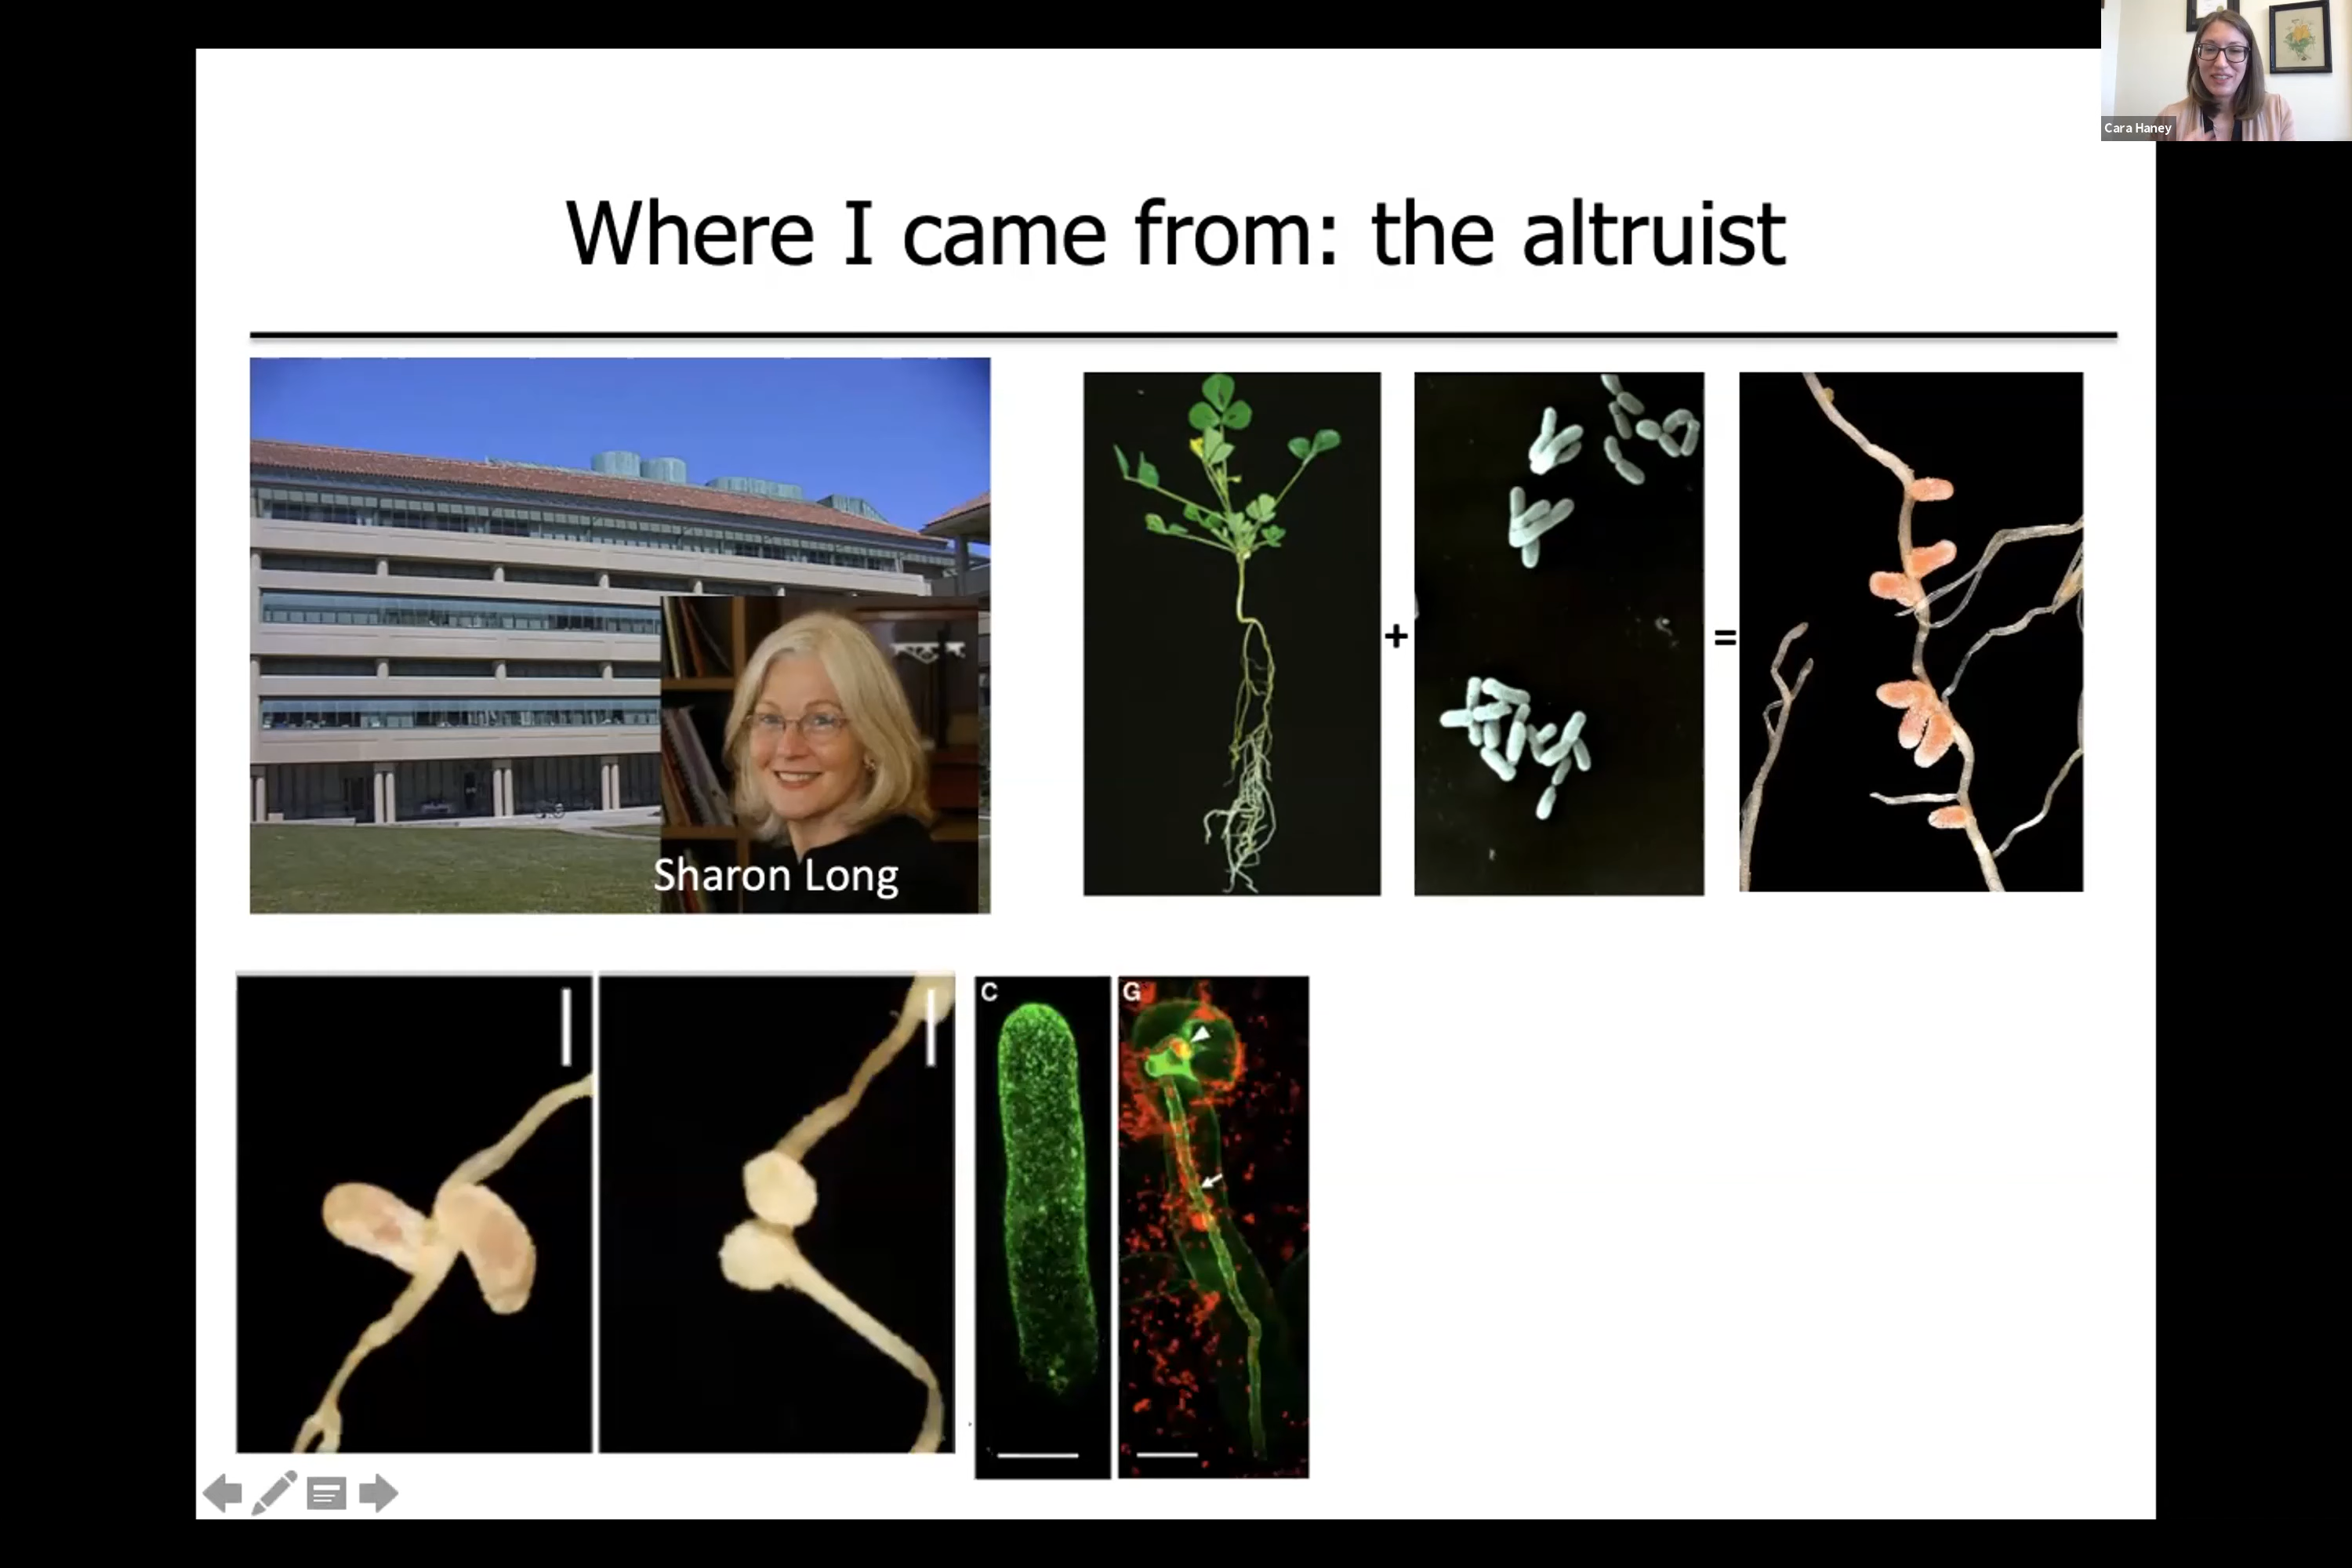 Cara Haney
Where I came from: the altruist
+
=
Sharon Long
C
G